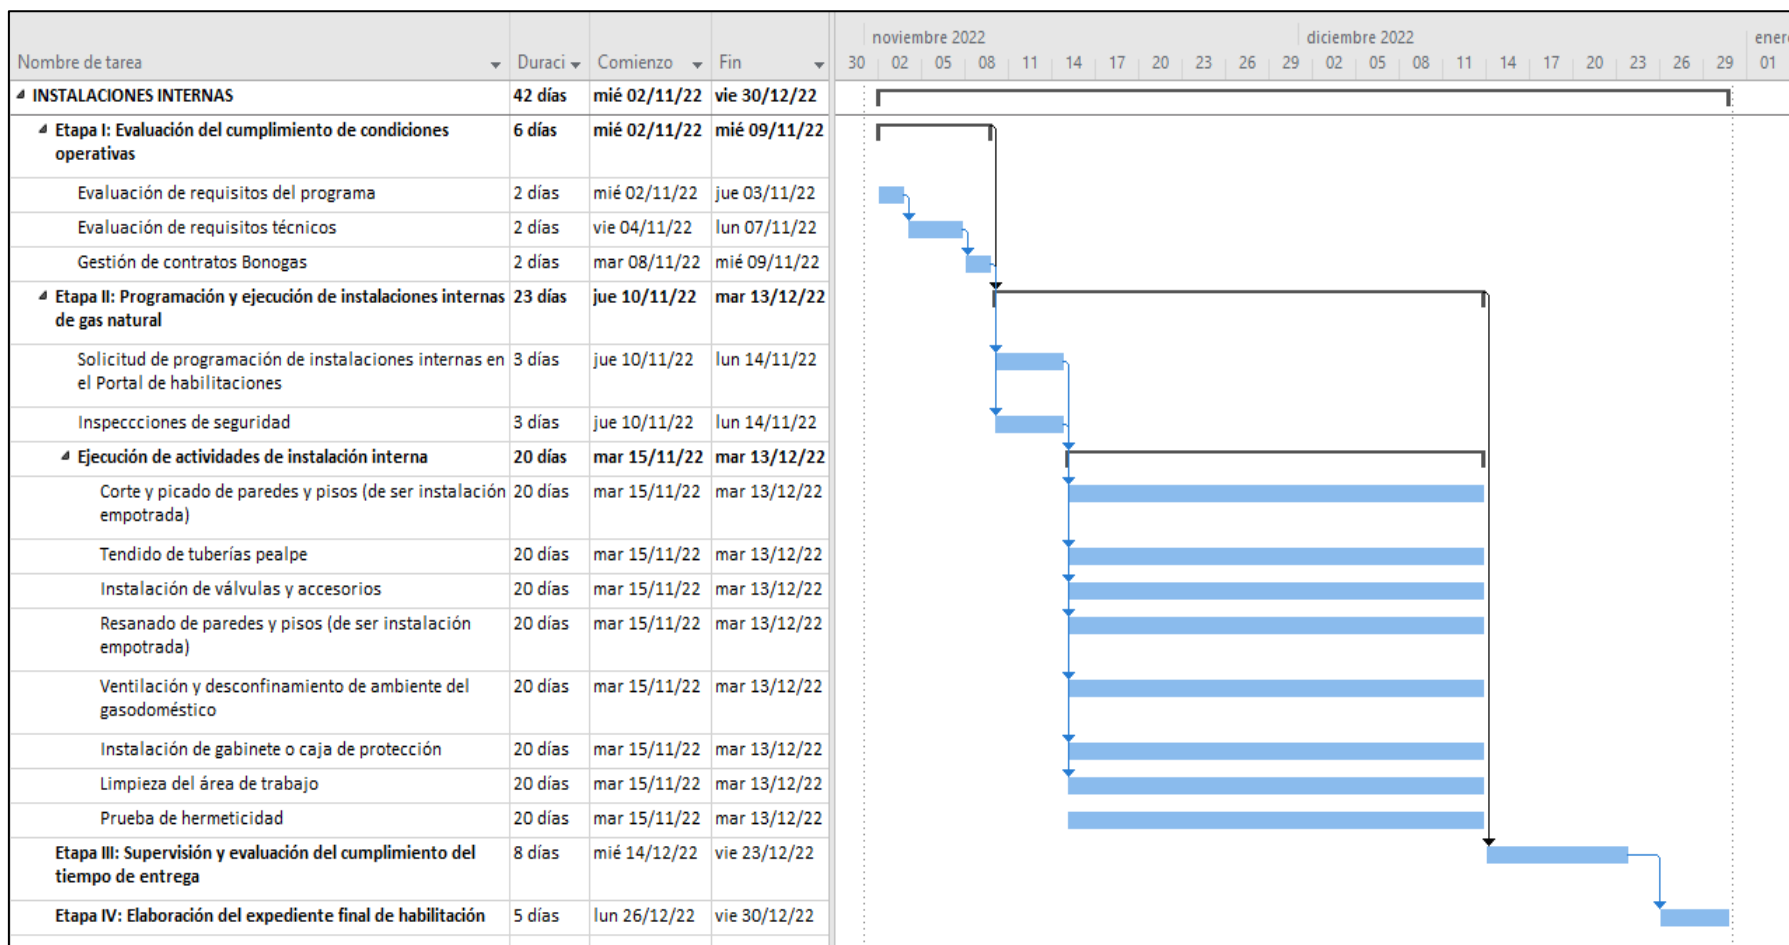 noviembre 2022 diciembre 2022 enero
Nombre de tarea Duraci Comienzo Fin 30 02 05 08 11 14 17 20 23 26 29 02 05 08 11 14 17 20 23 26 29 01
INSTALACIONES INTERNAS 42 días mié 02/11/22 vie 30/12/22
Etapa I: Evaluación del cumplimiento de condiciones 6 días mié 02/11/22 mié 09/11/22
operativas
Evaluación de requisitos del programa 2 días mié 02/11/22 jue 03/11/22
Evaluación de requisitos técnicos 2 días vie 04/11/22 lun 07/11/22
Gestión de contratos Bonogas 2 días mar 08/11/22 mié 09/11/22
Etapa II: Programación y ejecución de instalaciones internas 23 días jue 10/11/22 mar 13/12/22
de gas natural
Solicitud de programación de instalaciones internas en 3 días jue 10/11/22 lun 14/11/22
el Portal de habilitaciones
Inspeccciones de seguridad 3 días jue 10/11/22 lun 14/11/22
Ejecución de actividades de instalación interna 20 días mar 15/11/22 mar 13/12/22
Corte y picado de paredes y pisos (de ser instalación 20 días mar 15/11/22 mar 13/12/22
empotrada)
Tendido de tuberías pealpe 20 días mar 15/11/22 mar 13/12/22
Instalación de válvulas y accesorios 20 días mar 15/11/22 mar 13/12/22
Resanado de paredes y pisos (de ser instalación 20 días mar 15/11/22 mar 13/12/22
empotrada)
Ventilación y desconfinamiento de ambiente del 20 días mar 15/11/22 mar 13/12/22
gasodoméstico
Instalación de gabinete o caja de protección 20 días mar 15/11/22 mar 13/12/22
Limpieza del área de trabajo 20 días mar 15/11/22 mar 13/12/22
Prueba de hermeticidad 20 días mar 15/11/22 mar 13/12/22
Etapa III: Supervisión y evaluación del cumplimiento del 8 días mié 14/12/22 vie 23/12/22
tiempo de entrega
Etapa IV: Elaboración del expediente final de habilitación 5 días lun 26/12/22 vie 30/12/22